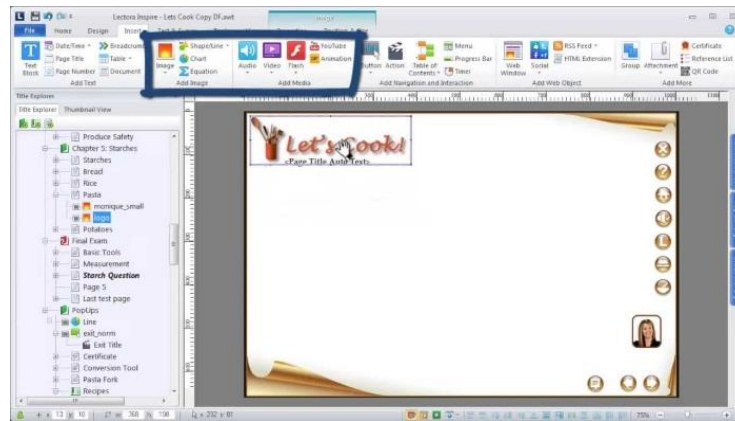 Lectora Inspire - Lets Cook Copy DF.awt
File Home Design Insert
Text Block
Date/Time
Page Title
Page Number
Breadcrumb
Table
Document
Add Text
Image
Shape/Line
Chart
Equation
Add Image
Audio Video Flash
YouTube
Animation
Add Media
Button Action Table of Contents
Menu
Progress Bar
Timer
Add Navigation and Interaction
Web Window
Social
RSS Feed
HTML Extension
Add Web Object
Group Attachment
Certificate
Reference List
QR Code
Add More
Title Explorer
Title Explorer Thumbnail View
Produce Safety
Chapter 5: Starches
Starches
Bread
Rice
Pasta
monique_small
logo
Potatoes
Final Exam
Basic Tools
Measurement
Starch Question
Page 5
Last test page
PopUps
Line
exit_norm
Exit Title
Certificate
Conversion Tool
Pasta Fork
Recipes
Let's Cook!
<Page Title Auto Text>
75%